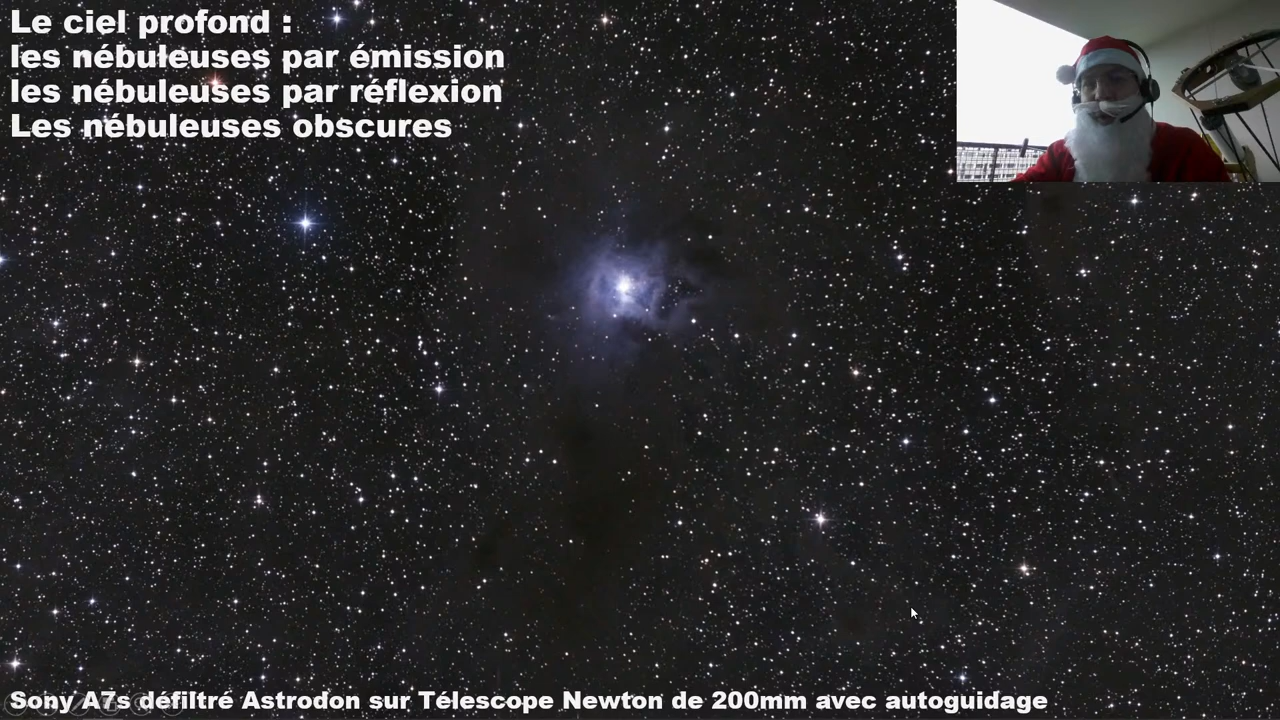 Le ciel profond :
les nébuleuses par émission
les nébuleuses par réflexion
Les nébuleuses obscures
Sony A7s défiltré Astrodon sur Télescope Newton de 200mm avec autoguidage